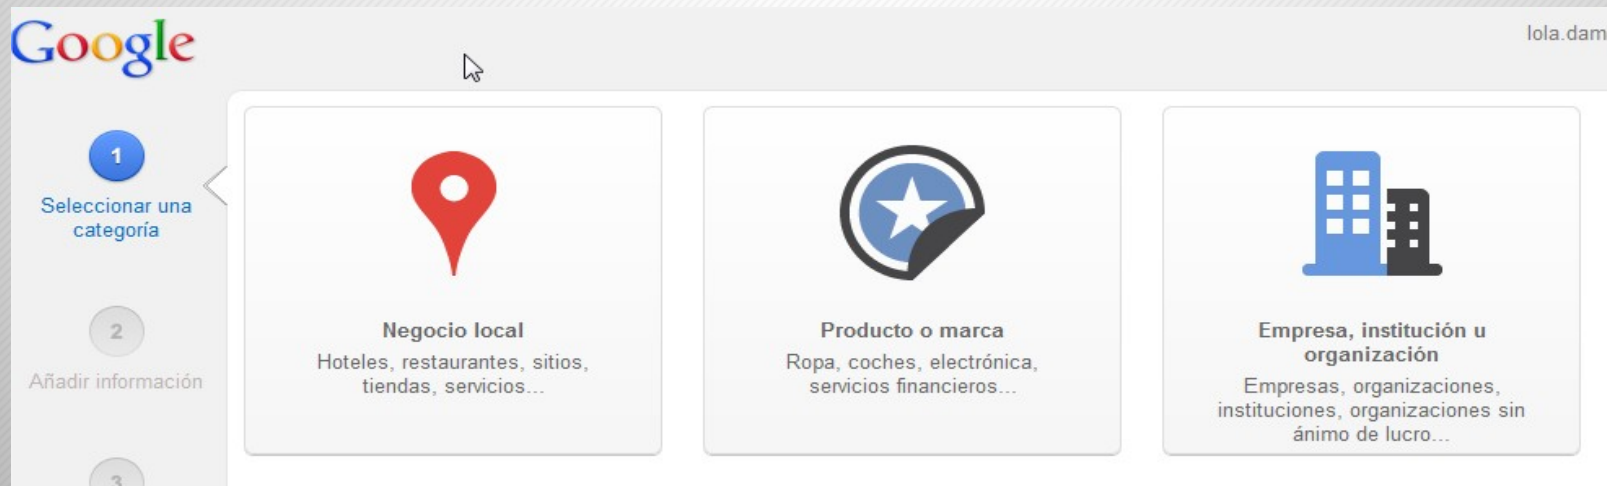 Google
lola.dam
1
Seleccionar una
categoría
2
Añadir información
3
Negocio local
Hoteles, restaurantes, sitios,
tiendas, servicios...
Producto o marca
Ropa, coches, electrónica,
servicios financieros...
Empresa, institución u
organización
Empresas, organizaciones,
instituciones, organizaciones sin
ánimo de lucro...